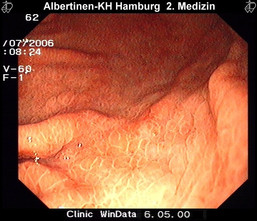 Albertinen-KH Hamburg 2. Medizin
62
/07/2006
:08:24
V-60
F-1
Clinic WinData 6.05.00